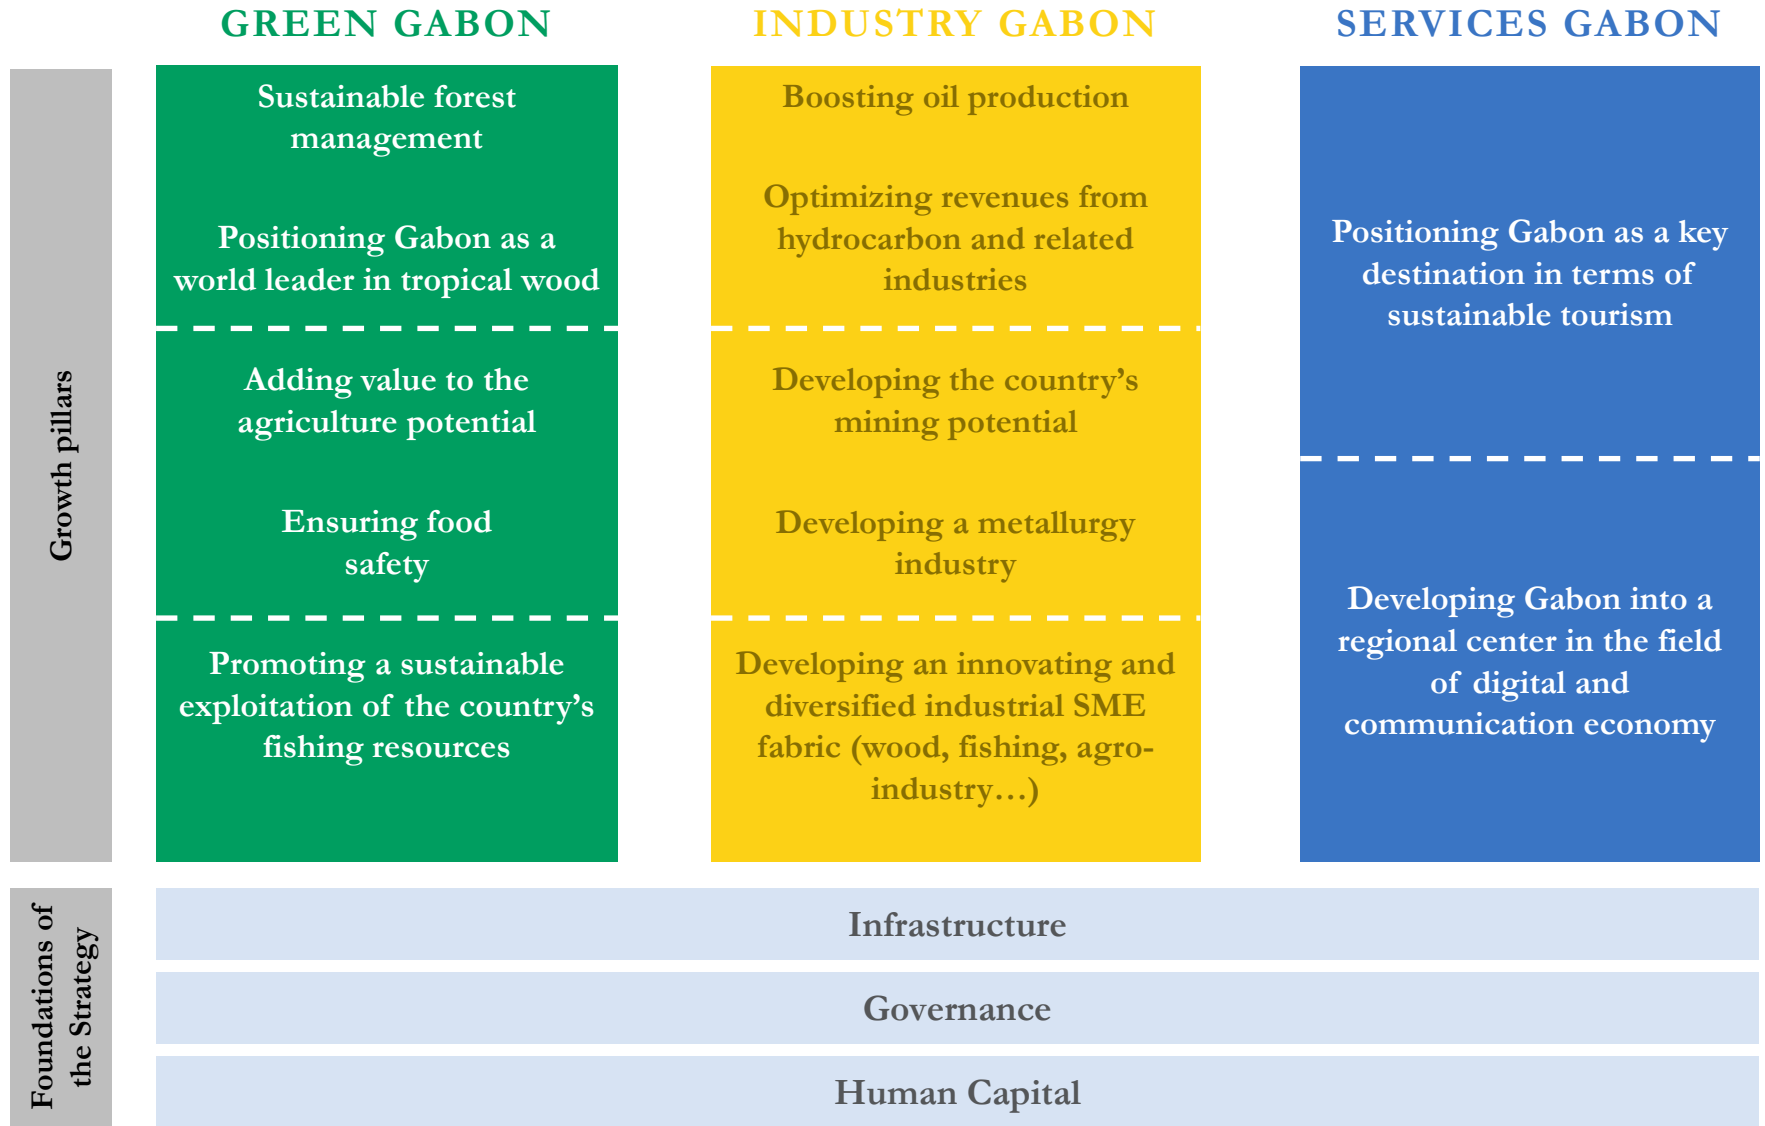 GREEN GABON
Sustainable forest
management
Positioning Gabon as a
world leader in tropical wood
Adding value to the
agriculture potential
Ensuring food
safety
Promoting a sustainable
exploitation of the country’s
fishing resources
INDUSTRY GABON
Boosting oil production
Optimizing revenues from
hydrocarbon and related
industries
Developing the country’s
mining potential
Developing a metallurgy
industry
Developing an innovating and
diversified industrial SME
fabric (wood, fishing, agro-
industry…)
SERVICES GABON
Positioning Gabon as a key
destination in terms of
sustainable tourism
Developing Gabon into a
regional center in the field
of digital and
communication economy
Growth pillars
Foundations of
the Strategy
Infrastructure
Governance
Human Capital